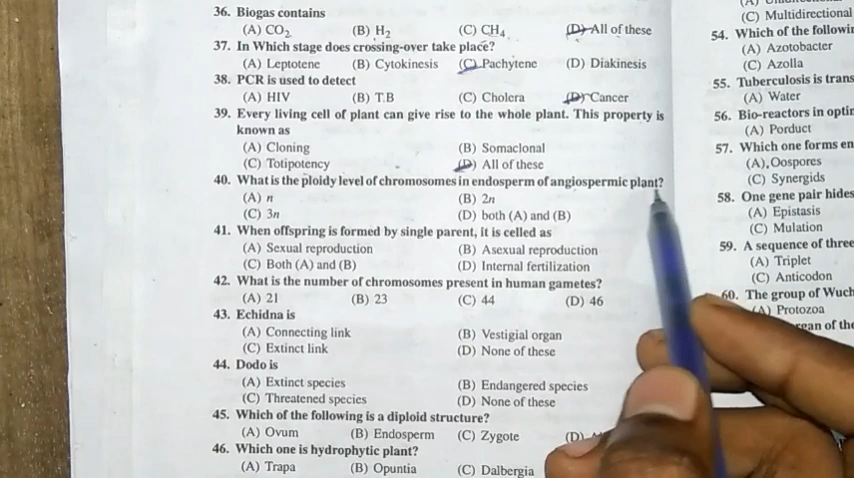 36. Biogas contains
(A) CO2 (B) H2 (C) CH4 (D) All of these
37. In Which stage does crossing-over take place?
(A) Leptotene (B) Cytokinesis (C) Pachytene (D) Diakinesis
38. PCR is used to detect
(A) HIV (B) T.B (C) Cholera (D) Cancer
39. Every living cell of plant can give rise to the whole plant. This property is
known as
(A) Cloning (B) Somaclonal
(C) Totipotency (D) All of these
40. What is the ploidy level of chromosomes in endosperm of angiospermic plant?
(A) n (B) 2n
(C) 3n (D) both (A) and (B)
41. When offspring is formed by single parent, it is celled as
(A) Sexual reproduction (B) Asexual reproduction
(C) Both (A) and (B) (D) Internal fertilization
42. What is the number of chromosomes present in human gametes?
(A) 21 (B) 23 (C) 44 (D) 46
43. Echidna is
(A) Connecting link (B) Vestigial organ
(C) Extinct link (D) None of these
44. Dodo is
(A) Extinct species (B) Endangered species
(C) Threatened species (D) None of these
45. Which of the following is a diploid structure?
(A) Ovum (B) Endosperm (C) Zygote (D)
46. Which one is hydrophytic plant?
(A) Trapa (B) Opuntia (C) Dalbergia
(C) Multidirectional
54. Which of the
(A) Azotobacter
(C) Azolla
55. Tuberculosis is
(A) Water
56. Bio-reactors in
(A) Porduct
57. Which one forms
(A) Oospores
(C) Synergids
58. One gene pair hides
(A) Epistasis
(C) Mulation
59. A sequence of three
(A) Triplet
(C) Anticodon
60. The group of
(A) Protozoa
of the